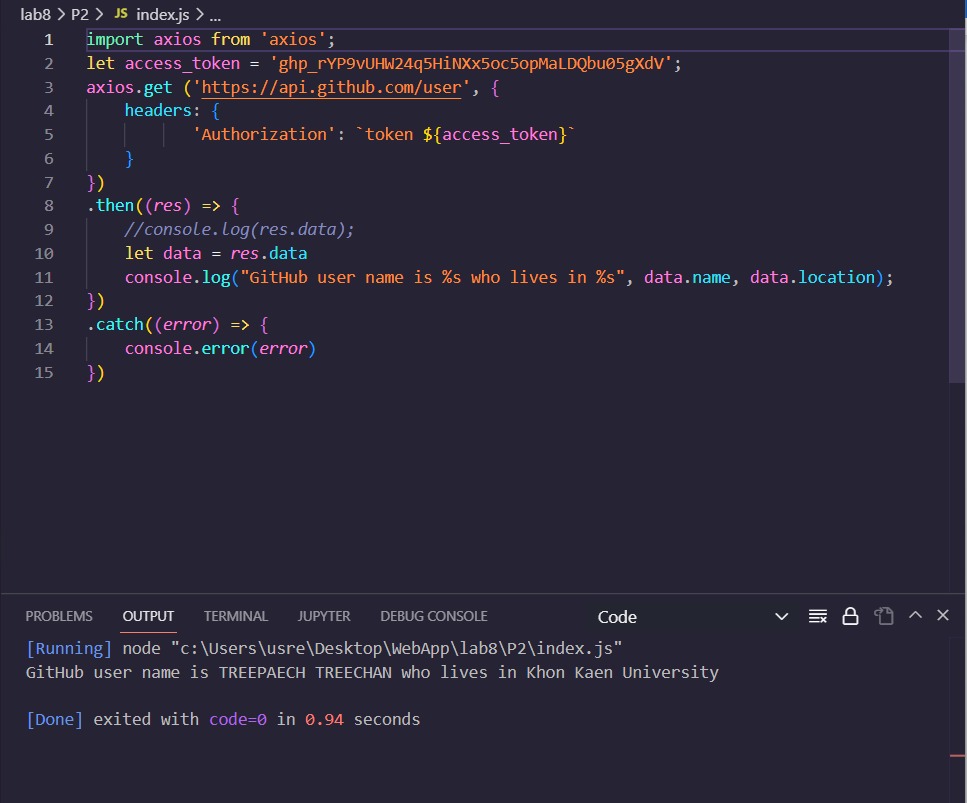 lab8 > P2 > JS index.js > ...
1 import axios from 'axios';
2 let access_token = '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';
3 axios.get ('https://api.github.com/user', {
4 headers: {
5 'Authorization': `token ${access_token}`
6 }
7 })
8 .then((res) => {
9 //console.log(res.data);
10 let data = res.data
11 console.log("GitHub user name is %s who lives in %s", data.name, data.location);
12 })
13 .catch((error) => {
14 console.error(error)
15 })
PROBLEMS OUTPUT TERMINAL JUPYTER DEBUG CONSOLE Code
[Running] node "c:\Users\usre\Desktop\WebApp\lab8\P2\index.js"
GitHub user name is TREEPAECH TREECHAN who lives in Khon Kaen University
[Done] exited with code=0 in 0.94 seconds